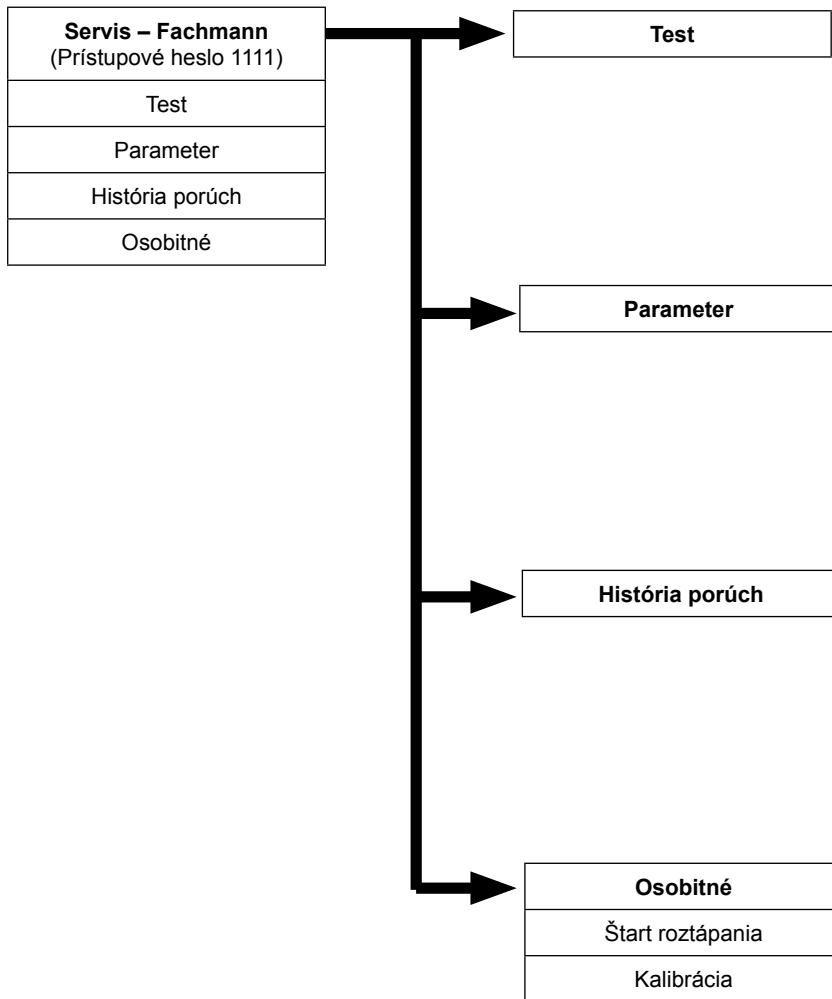 Servis – Fachmann
(Prístupové heslo 1111)
Test
Parameter
História porúch
Osobitné
Test
Parameter
História porúch
Osobitné
Štart roztápania
Kalibrácia